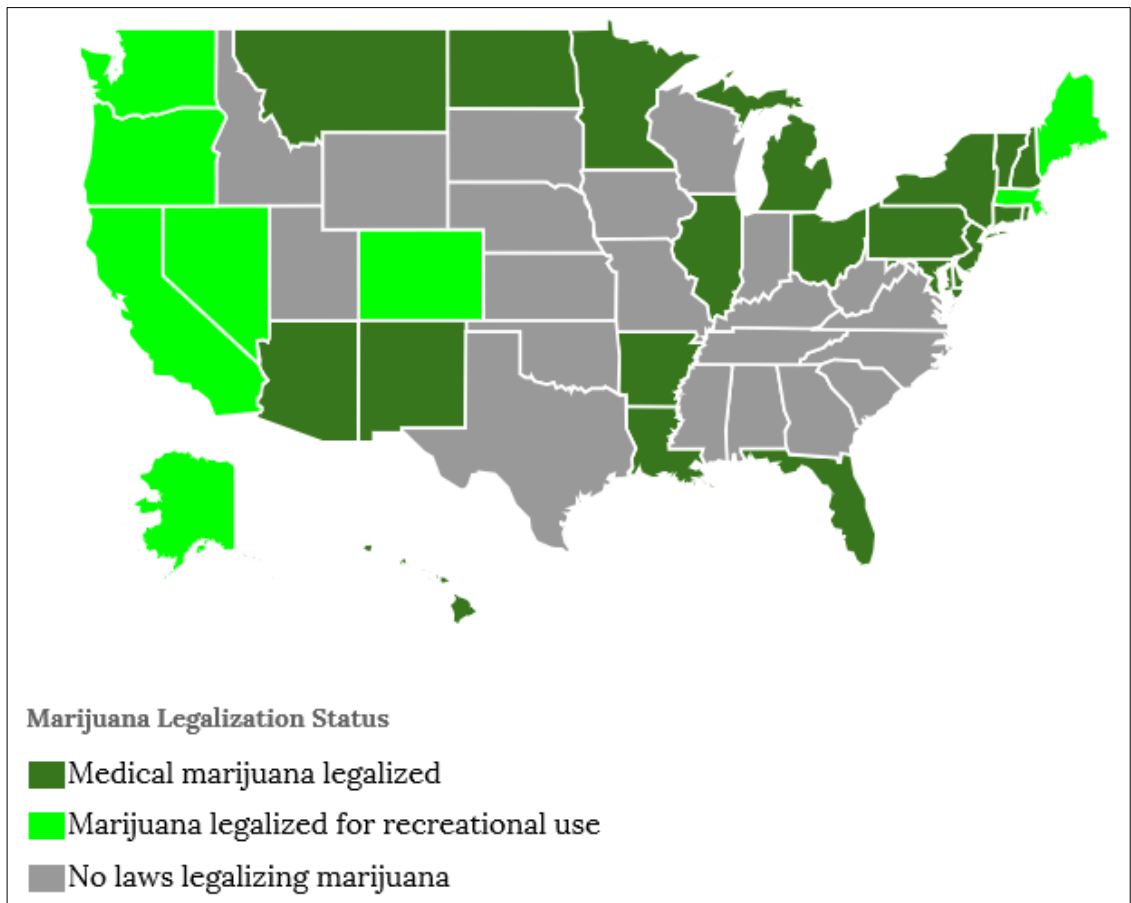 Marijuana Legalization Status
Medical marijuana legalized
Marijuana legalized for recreational use
No laws legalizing marijuana